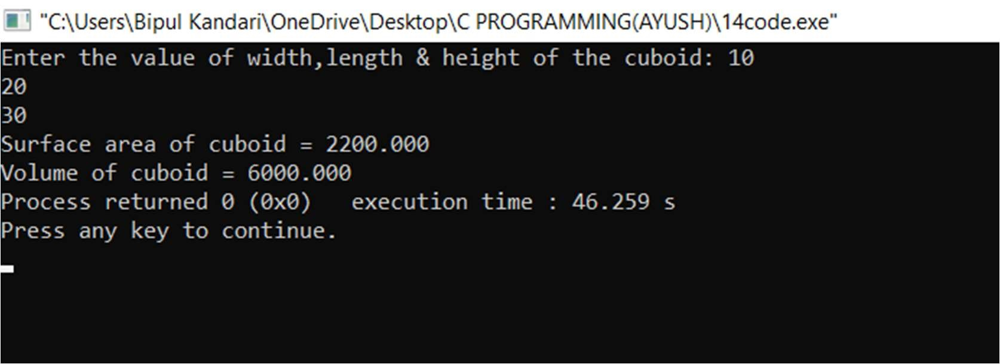 "C:\Users\Bipul Kandari\OneDrive\Desktop\C PROGRAMMING(AYUSH)\14code.exe"
Enter the value of width,length & height of the cuboid: 10
20
30
Surface area of cuboid = 2200.000
Volume of cuboid = 6000.000
Process returned 0 (0x0)   execution time : 46.259 s
Press any key to continue.